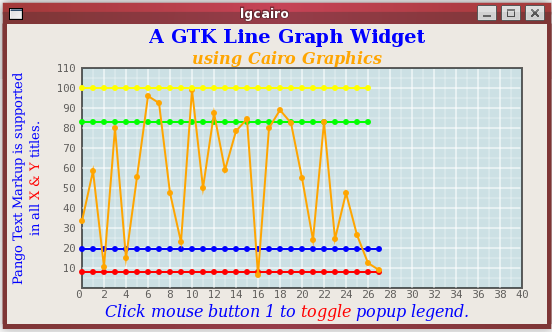 lgcairo
A GTK Line Graph Widget
using Cairo Graphics
Pango Text Markup is supported
in all X & Y titles.
110
100
90
80
70
60
50
40
30
20
10
0 2 4 6 8 10 12 14 16 18 20 22 24 26 28 30 32 34 36 38 40
Click mouse button 1 to toggle popup legend.